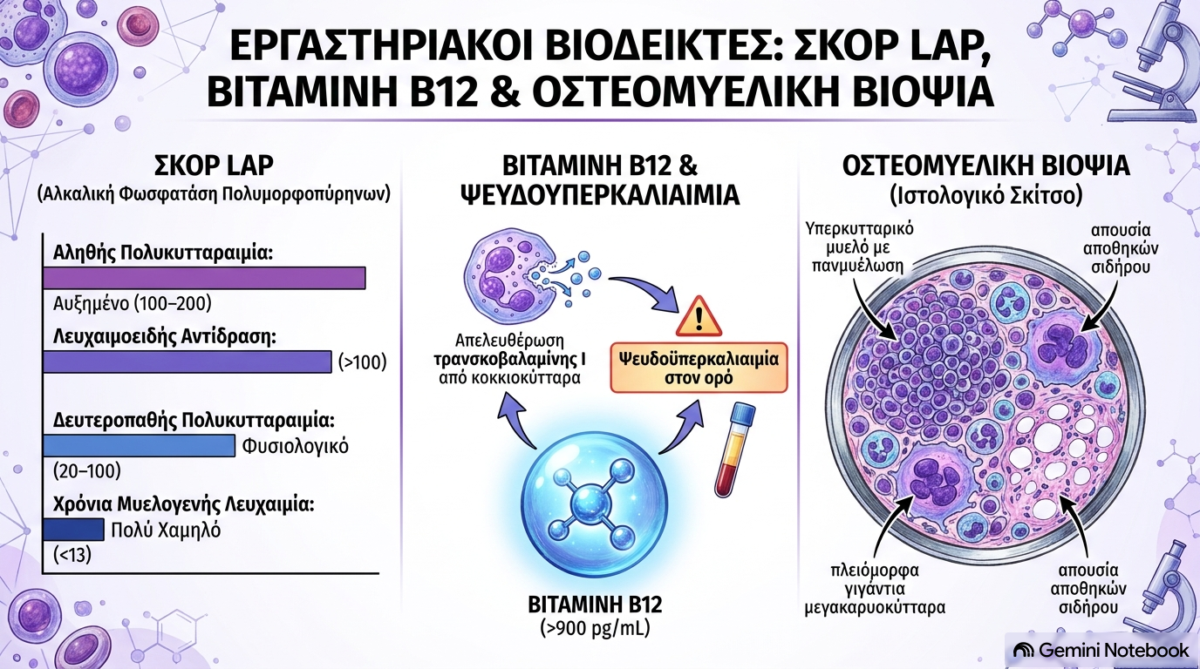 ΕΡΓΑΣΤΗΡΙΑΚΟΙ ΒΙΟΔΕΙΚΤΕΣ: ΣΚΟΡ LAP,
ΒΙΤΑΜΙΝΗ Β12 & ΟΣΤΕΟΜΥΕΛΙΚΗ ΒΙΟΨΙΑ
ΣΚΟΡ LAP
(Αλκαλική Φωσφατάση Πολυμορφοπύρηνων)
Αληθής Πολυκυτταραιμία:
Αυξημένο (100–200)
Λευχαιμοειδής Αντίδραση:
(>100)
Δευτεροπαθής Πολυκυτταραιμία:
Φυσιολογικό
(20–100)
Χρόνια Μυελογενής Λευχαιμία:
Πολύ Χαμηλό
(<13)
ΒΙΤΑΜΙΝΗ Β12 &
ΨΕΥΔΟΥΠΕΡΚΑΛΙΑΙΜΙΑ
Απελευθέρωση
τρανσκοβαλαμίνης Ι
από κοκκιοκύτταρα
Ψευδοϋπερκαλιαιμία
στον ορό
ΒΙΤΑΜΙΝΗ Β12
(>900 pg/mL)
ΟΣΤΕΟΜΥΕΛΙΚΗ ΒΙΟΨΙΑ
(Ιστολογικό Σκίτσο)
Υπερκυτταρικό
μυελό με
πανμυέλωση
απουσία
αποθηκών
σιδήρου
πλειόμορφα
γιγάντια
μεγακαρυοκύτταρα
απουσία
αποθηκών
σιδήρου
Gemini Notebook